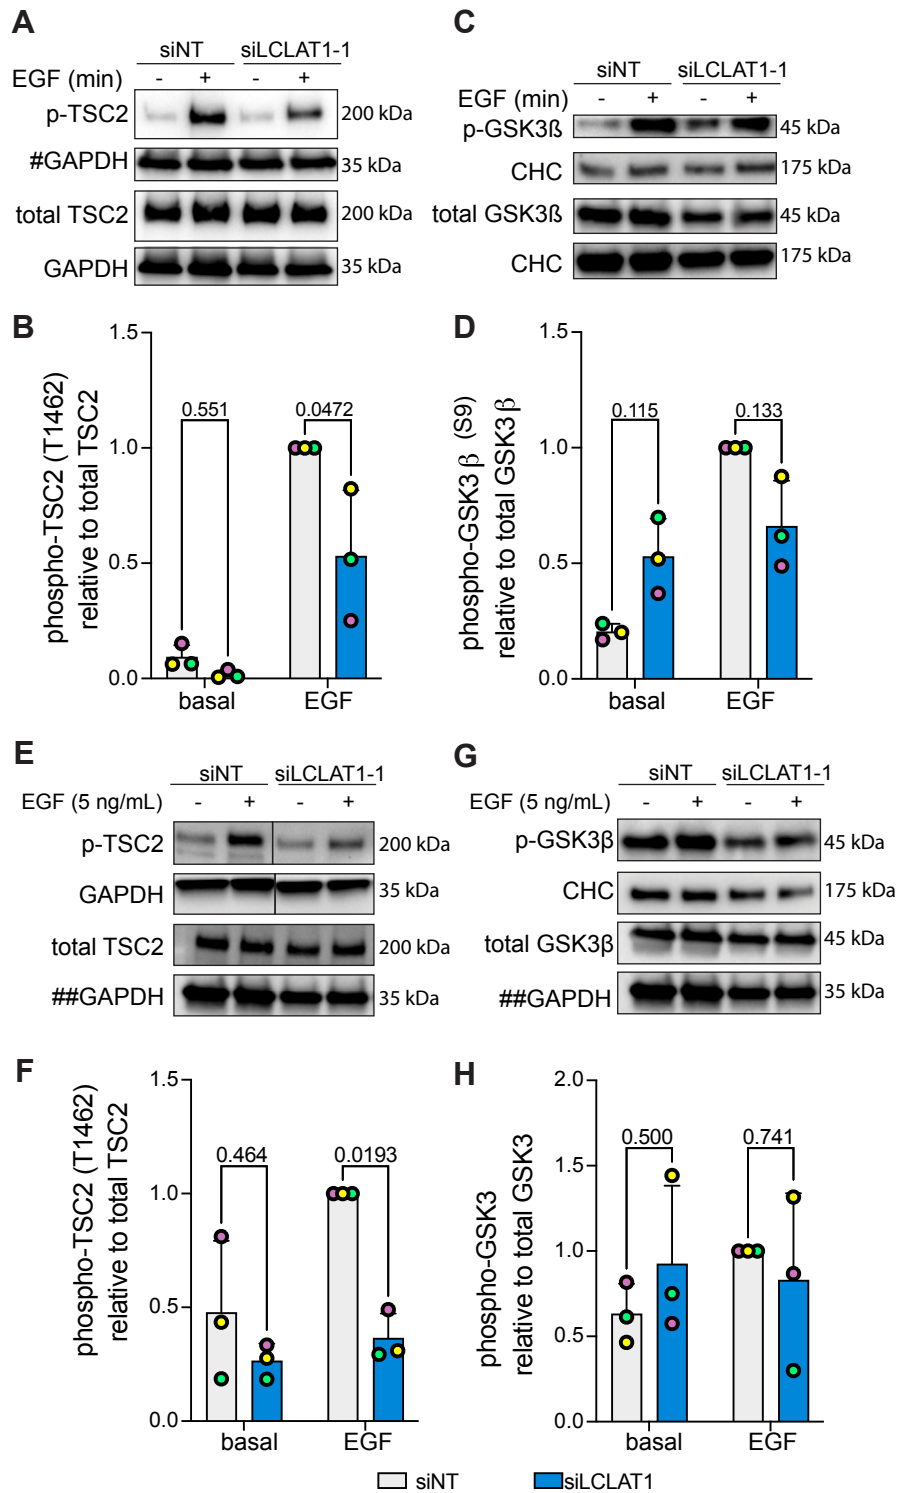 A
siNT siLCLAT1-1
EGF (min) - + - +
p-TSC2 200 kDa
#GAPDH 35 kDa
total TSC2 200 kDa
GAPDH 35 kDa
C
siNT siLCLAT1-1
EGF (min) - + - +
p-GSK3ß 45 kDa
CHC 175 kDa
total GSK3ß 45 kDa
CHC 175 kDa
B
phospho-TSC2 (T1462)
relative to total TSC2
1.5
1.0
0.5
0.0
0.551
0.0472
basal EGF
D
phospho-GSK3β (S9)
relative to total GSK3β
1.5
1.0
0.5
0.0
0.115
0.133
basal EGF
E
siNT siLCLAT1-1
EGF (5 ng/mL) - + - +
p-TSC2 200 kDa
GAPDH 35 kDa
total TSC2 200 kDa
##GAPDH 35 kDa
G
siNT siLCLAT1-1
EGF (5 ng/mL) - + - +
p-GSK3β 45 kDa
CHC 175 kDa
total GSK3β 45 kDa
##GAPDH 35 kDa
F
phospho-TSC2 (T1462)
relative to total TSC2
1.5
1.0
0.5
0.0
0.464
0.0193
basal EGF
H
phospho-GSK3
relative to total GSK3
2.0
1.5
1.0
0.5
0.0
0.500
0.741
basal EGF
siNT siLCLAT1